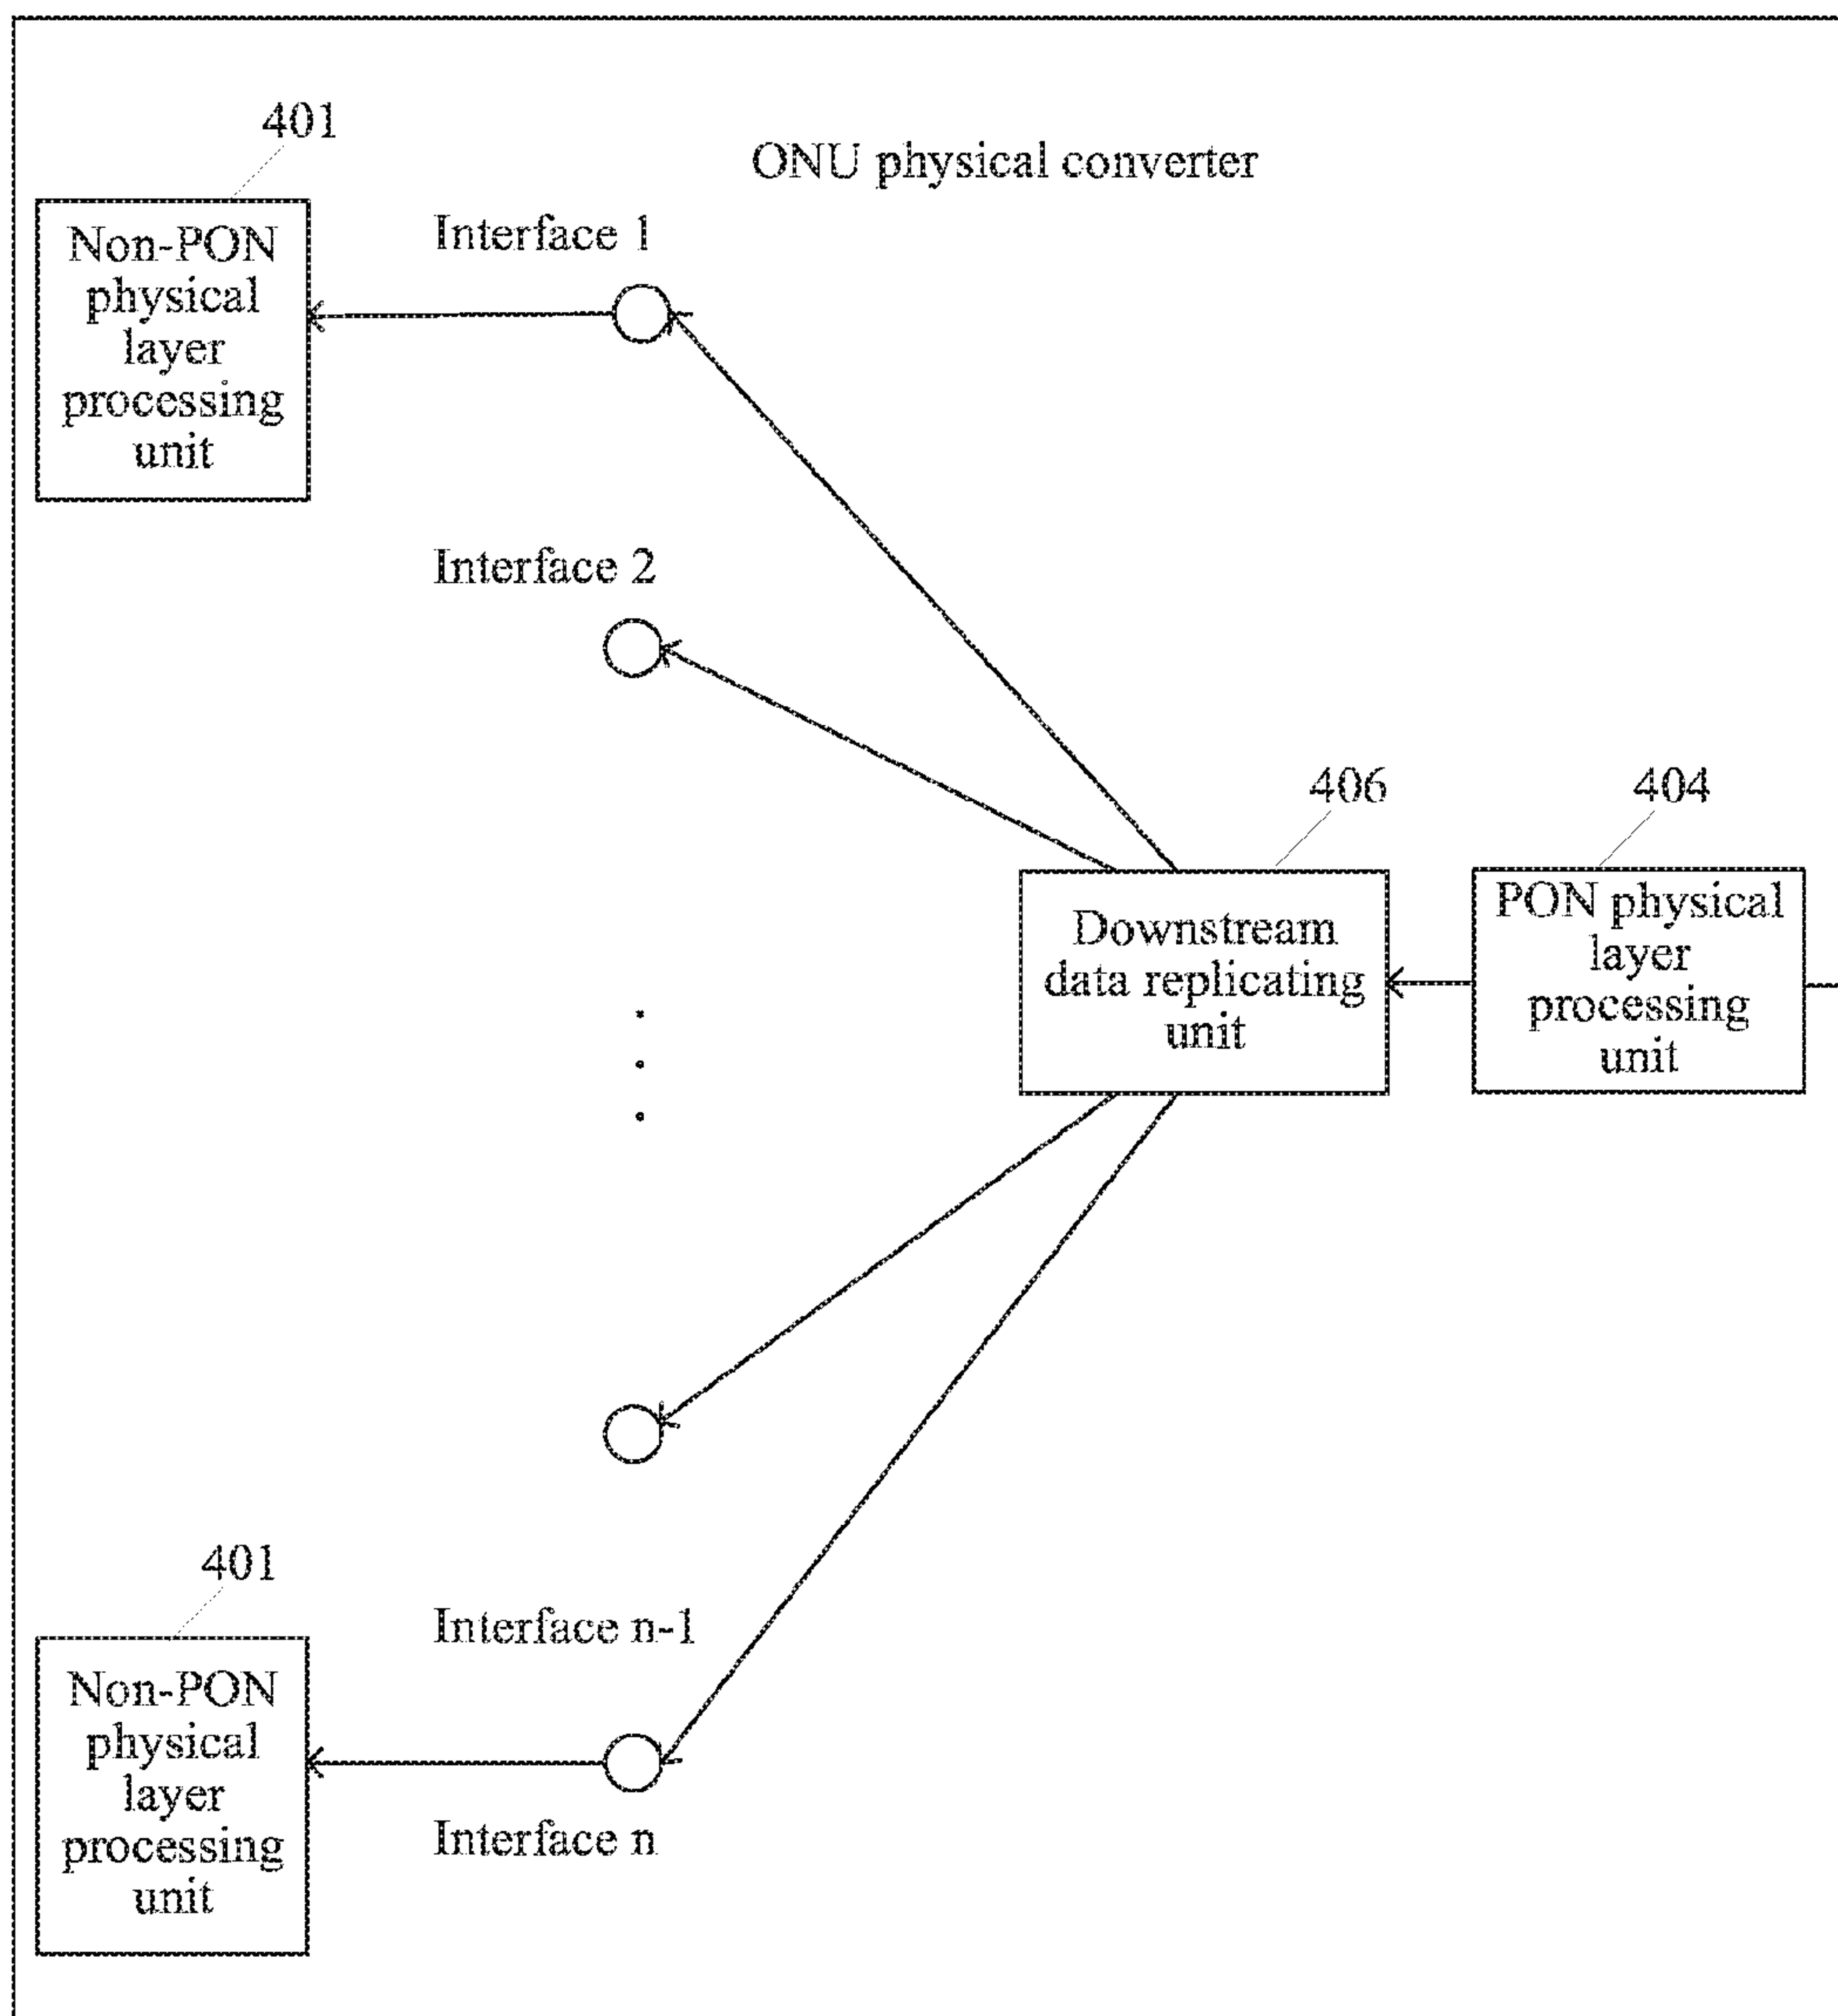 401
ONU physical converter
Non-PON
physical
layer
processing
unit
Interface 1
Interface 2
406
404
Downstream
data replicating
unit
PON physical
layer
processing
unit
401
Interface n-1
Non-PON
physical
layer
processing
unit
Interface n